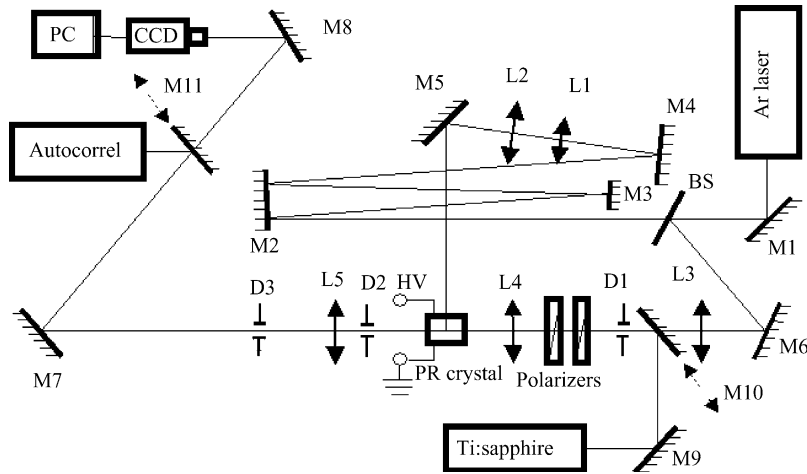 PC
CCD
M8
M11
Autocorrel
M5
L2
L1
M4
Ar laser
M3
BS
M2
M1
D3
L5
D2
HV
L4
D1
L3
M7
PR crystal
Polarizers
M10
M6
Ti:sapphire
M9